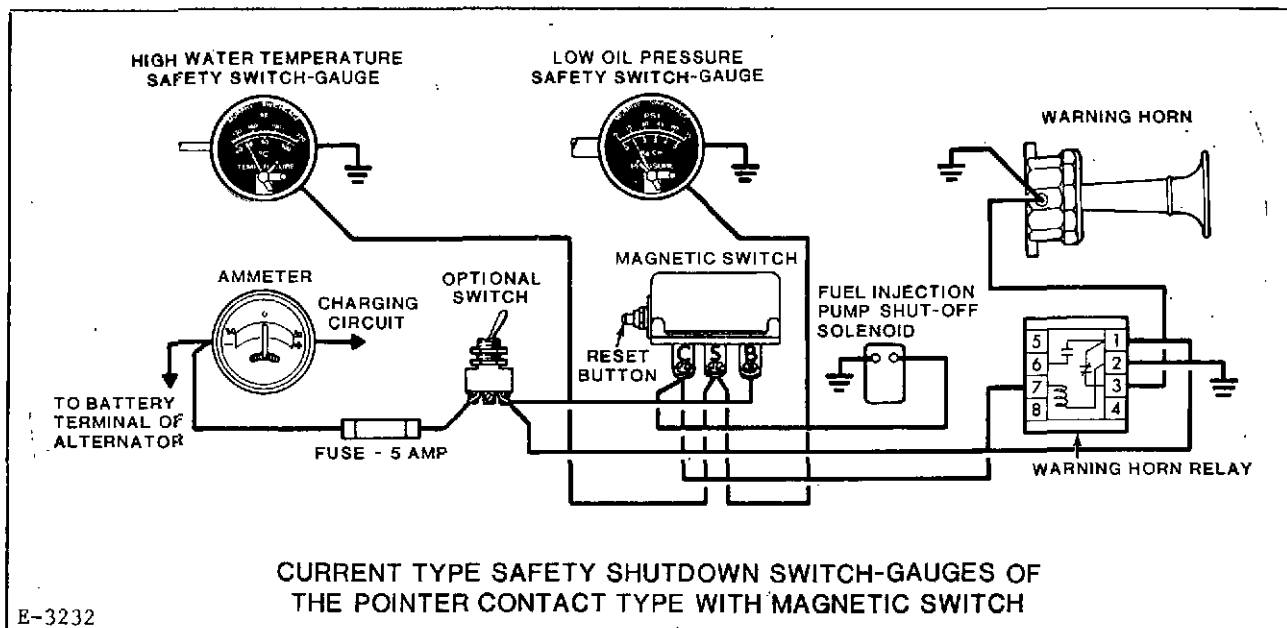 HIGH WATER TEMPERATURE
SAFETY SWITCH-GAUGE
LOW OIL PRESSURE
SAFETY SWITCH-GAUGE
WARNING HORN
PSI
AMMETER
CHARGING
CIRCUIT
OPTIONAL
SWITCH
MAGNETIC SWITCH
FUEL INJECTION
PUMP SHUT-OFF
SOLENOID
RESET
BUTTON
C S B
5 1
6 2
7 3
8 4
TO BATTERY
TERMINAL OF
ALTERNATOR
FUSE - 5 AMP
WARNING HORN RELAY
CURRENT TYPE SAFETY SHUTDOWN SWITCH-GAUGES OF
THE POINTER CONTACT TYPE WITH MAGNETIC SWITCH
E-3232